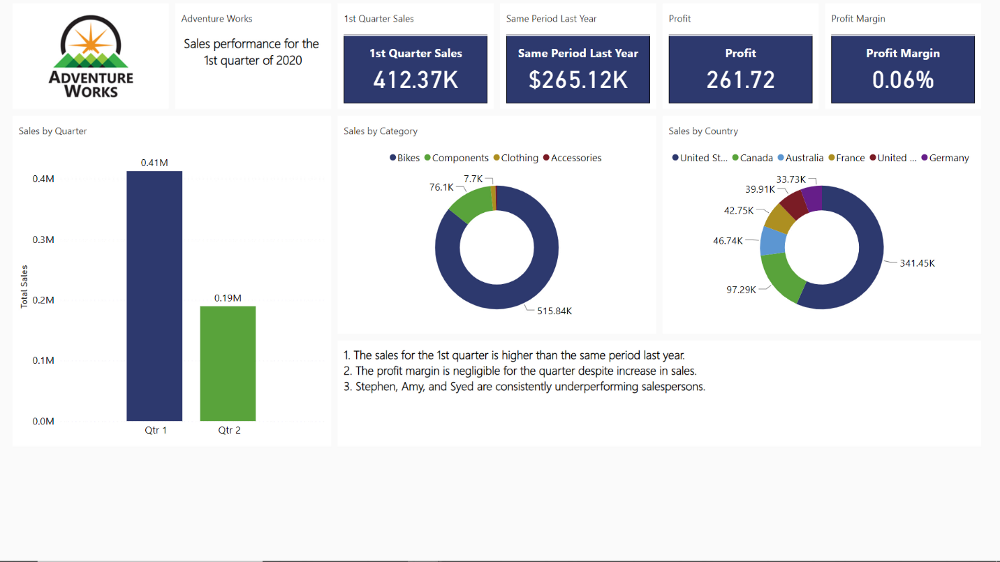 ADVENTURE
WORKS
Adventure Works
Sales performance for the
1st quarter of 2020
1st Quarter Sales
1st Quarter Sales
412.37K
Same Period Last Year
Same Period Last Year
$265.12K
Profit
Profit
261.72
Profit Margin
Profit Margin
0.06%
Sales by Quarter
Total Sales
0.4M
0.3M
0.2M
0.1M
0.0M
0.41M
0.19M
Qtr 1
Qtr 2
Sales by Category
Bikes Components Clothing Accessories
7.7K
76.1K
515.84K
Sales by Country
United St... Canada Australia France United ... Germany
33.73K
39.91K
42.75K
46.74K
341.45K
97.29K
1. The sales for the 1st quarter is higher than the same period last year.
2. The profit margin is negligible for the quarter despite increase in sales.
3. Stephen, Amy, and Syed are consistently underperforming salespersons.